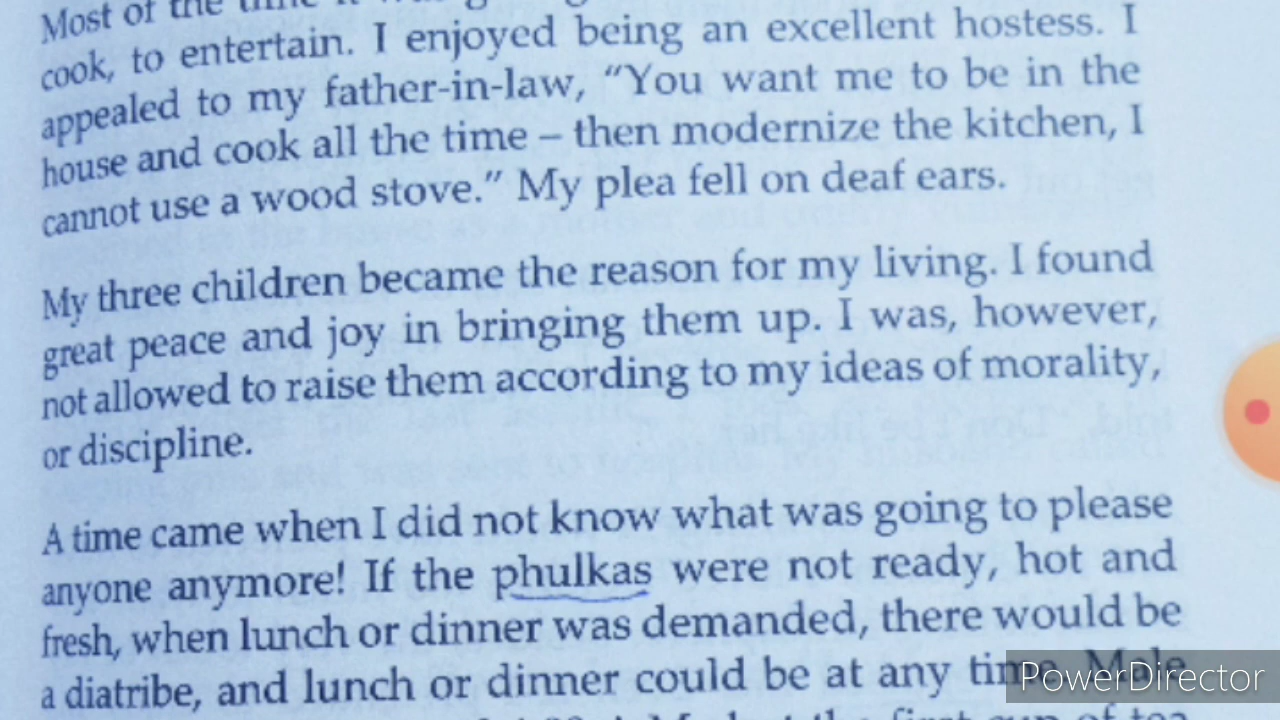 Most of the time it was
cook, to entertain. I enjoyed being an excellent hostess. I
appealed to my father-in-law, “You want me to be in the
house and cook all the time – then modernize the kitchen, I
cannot use a wood stove.” My plea fell on deaf ears.
My three children became the reason for my living. I found
great peace and joy in bringing them up. I was, however,
not allowed to raise them according to my ideas of morality,
or discipline.
A time came when I did not know what was going to please
anyone anymore! If the phulkas were not ready, hot and
fresh, when lunch or dinner was demanded, there would be
a diatribe, and lunch or dinner could be at any time. Male
first cup of tea
PowerDirector